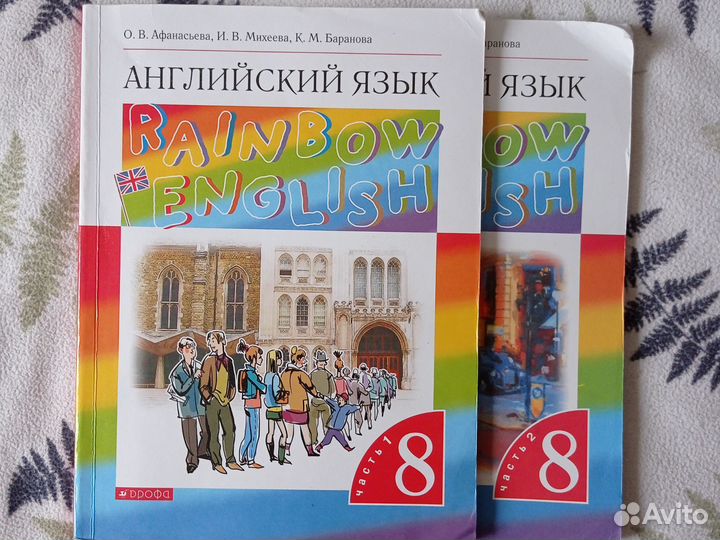 О. В. Афанасьева, И. В. Михеева, К. М. Баранова
АНГЛИЙСКИЙ ЯЗЫК
RAINBOW
ENGLISH
часть 1
8
дрофа
аранова
Й ЯЗЫК
OW
ISH
часть 2
8
Avito